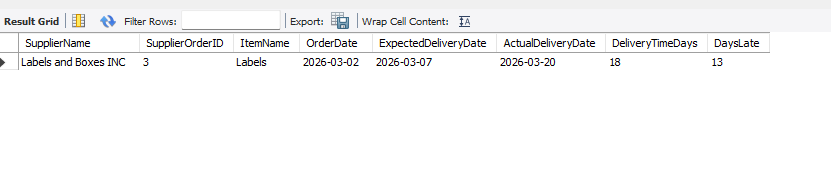 Result Grid Filter Rows: Export: Wrap Cell Content: IA
SupplierName SupplierOrderID ItemName OrderDate ExpectedDeliveryDate ActualDeliveryDate DeliveryTimeDays DaysLate
Labels and Boxes INC 3 Labels 2026-03-02 2026-03-07 2026-03-20 18 13